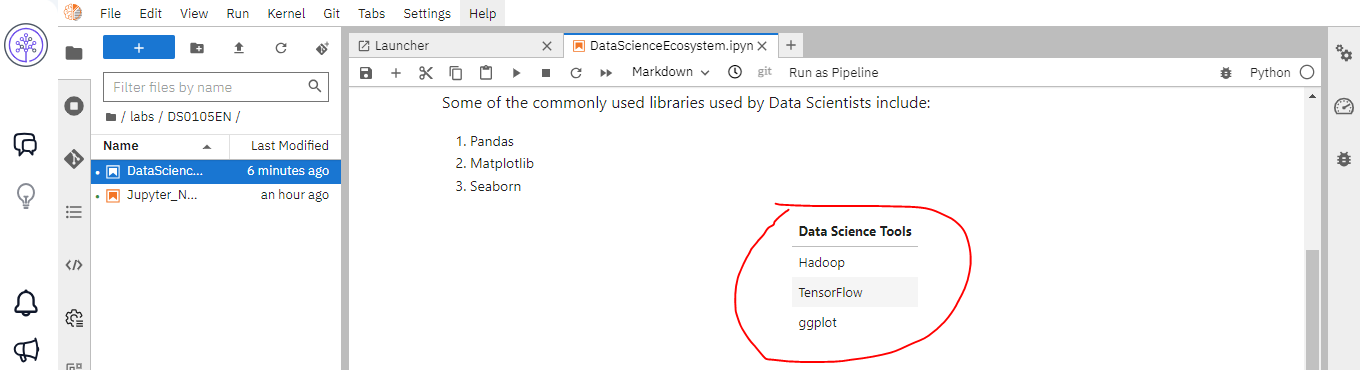 File Edit View Run Kernel Git Tabs Settings Help
Launcher
DataScienceEcosystem.ipyn
Filter files by name
Markdown
git
Run as Pipeline
Python
/ labs / DS0105EN /
Name
Last Modified
DataScienc... 6 minutes ago
Jupyter_N... an hour ago
Some of the commonly used libraries used by Data Scientists include:
1. Pandas
2. Matplotlib
3. Seaborn
Data Science Tools
Hadoop
TensorFlow
ggplot